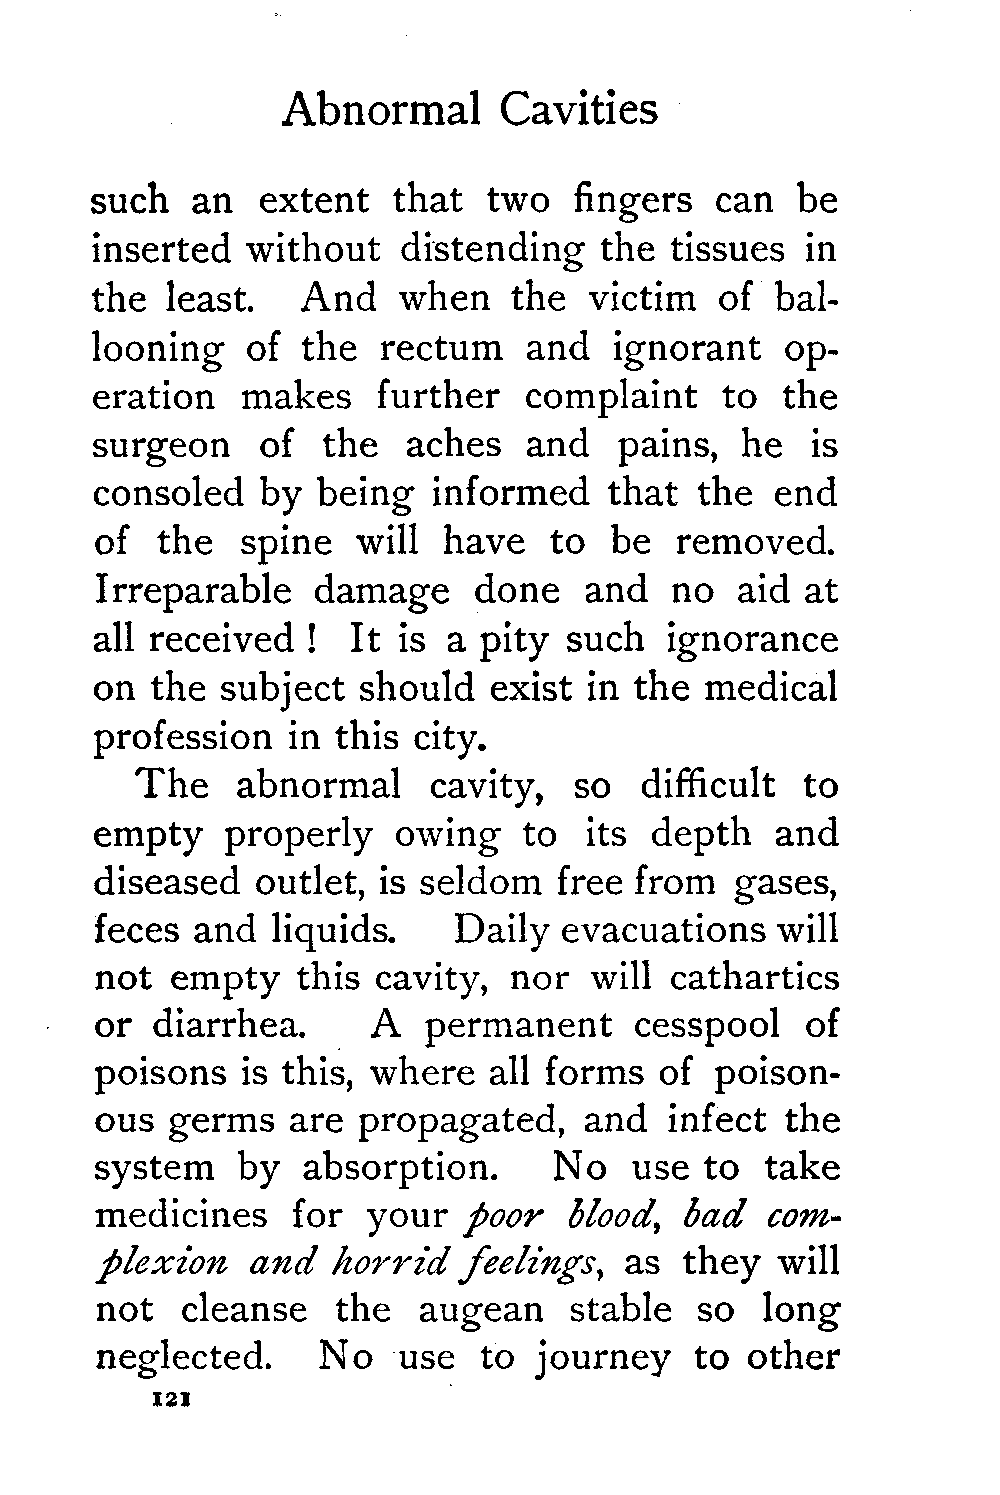 Abnormal Cavities
such an extent that two fingers can be
inserted without distending the tissues in
the least. And when the victim of bal-
looning of the rectum and ignorant op-
eration makes further complaint to the
surgeon of the aches and pains, he is
consoled by being informed that the end
of the spine will have to be removed.
Irreparable damage done and no aid at
all received ! It is a pity such ignorance
on the subject should exist in the medical
profession in this city.
The abnormal cavity, so difficult to
empty properly owing to its depth and
diseased outlet, is seldom free from gases,
feces and liquids. Daily evacuations will
not empty this cavity, nor will cathartics
or diarrhea. A permanent cesspool of
poisons is this, where all forms of poison-
ous germs are propagated, and infect the
system by absorption. No use to take
medicines for your poor blood, bad com-
plexion and horrid feelings, as they will
not cleanse the augean stable so long
neglected. No use to journey to other
121